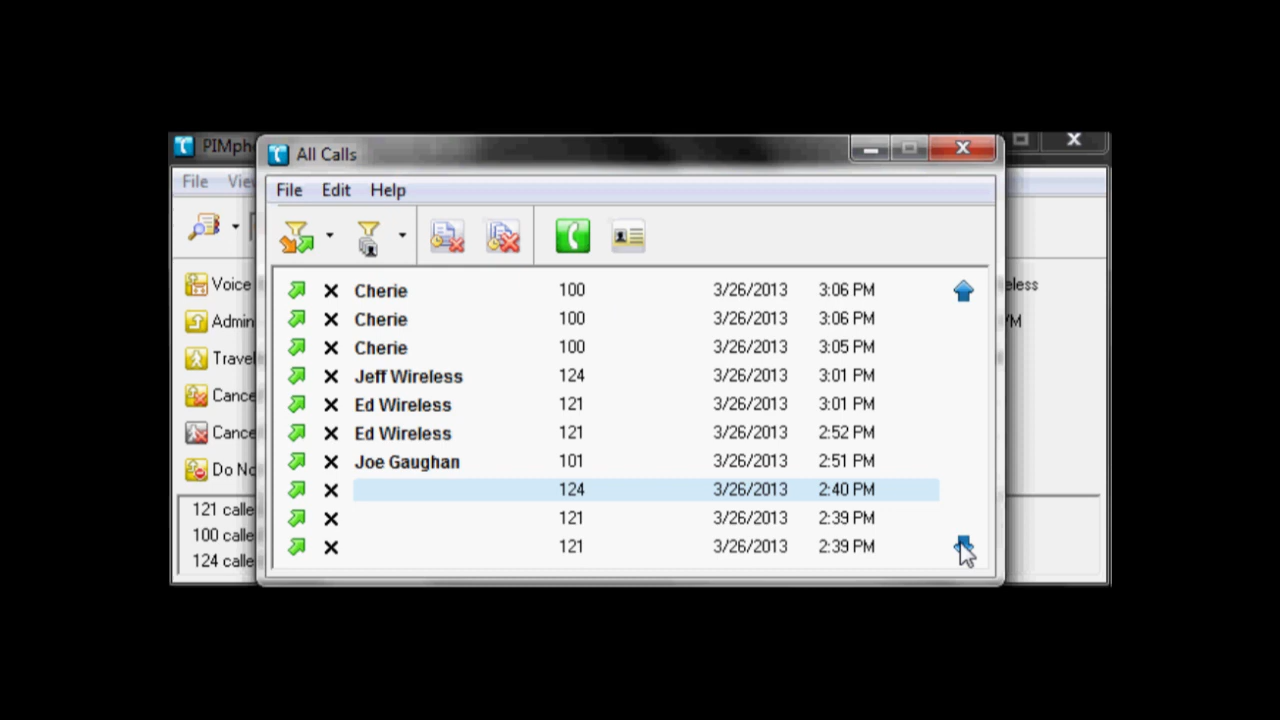 PIMph
All Calls
File Vie
File Edit Help
Voice
Admin
Travel
Cance
Cance
Do No
Cherie 100 3/26/2013 3:06 PM
Cherie 100 3/26/2013 3:06 PM
Cherie 100 3/26/2013 3:05 PM
Jeff Wireless 124 3/26/2013 3:01 PM
Ed Wireless 121 3/26/2013 3:01 PM
Ed Wireless 121 3/26/2013 2:52 PM
Joe Gaughan 101 3/26/2013 2:51 PM
124 3/26/2013 2:40 PM
121 3/26/2013 2:39 PM
121 3/26/2013 2:39 PM
eless
/M
121 calle
100 calle
124 calle